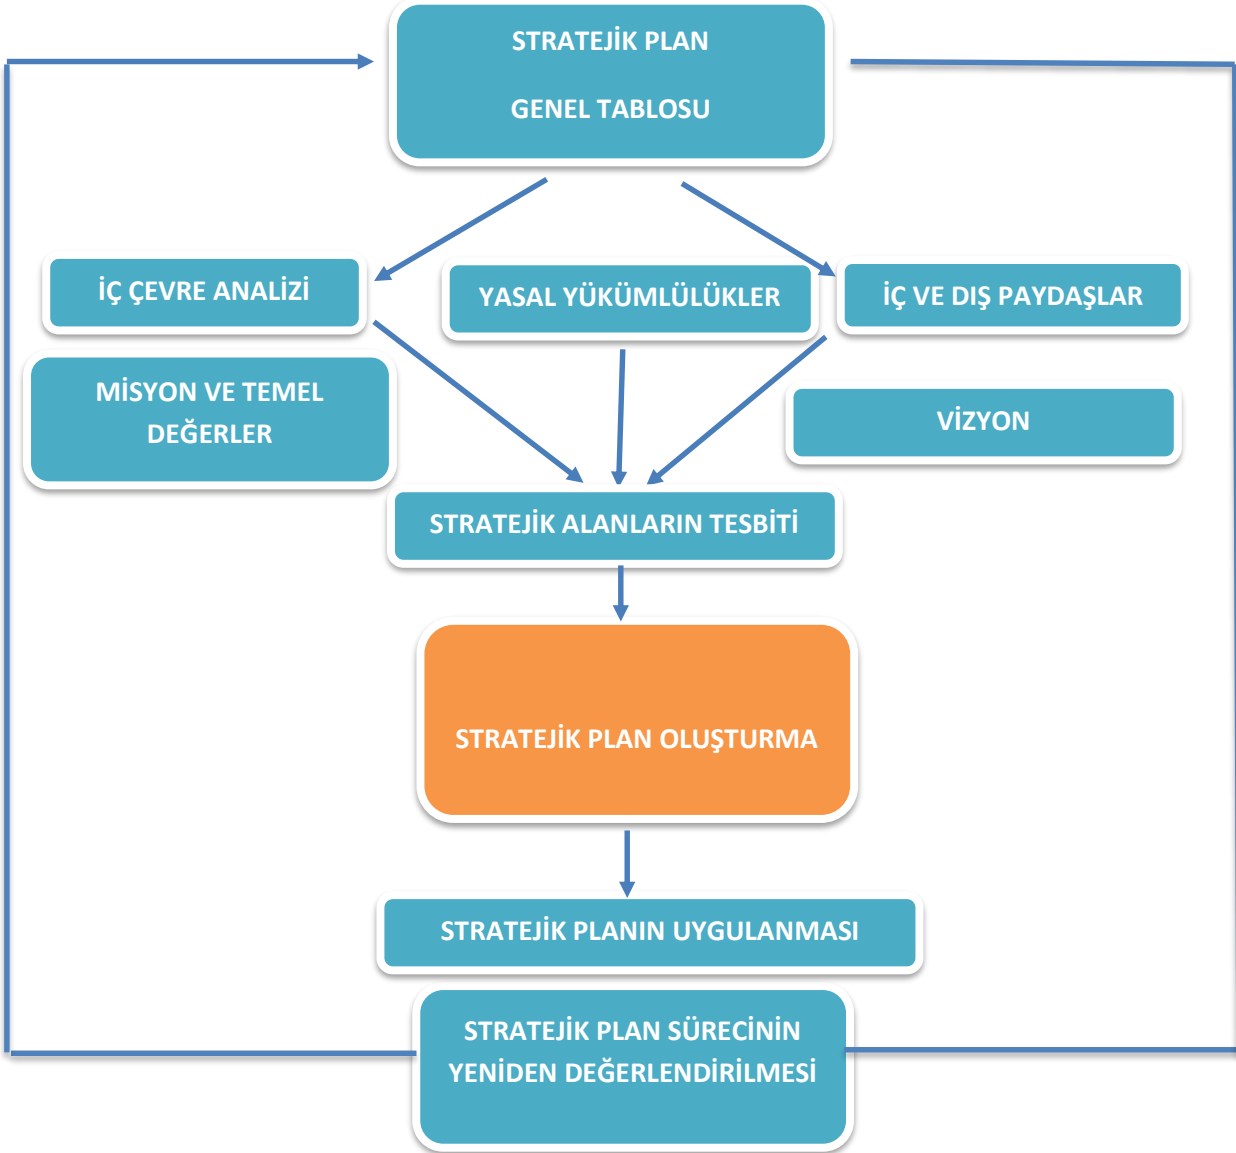 STRATEJİK PLAN
GENEL TABLOSU
İÇ ÇEVRE ANALİZİ
YASAL YÜKÜMLÜLÜKLER
İÇ VE DIŞ PAYDAŞLAR
MİSYON VE TEMEL
DEĞERLER
VİZYON
STRATEJİK ALANLARIN TESBİTİ
STRATEJİK PLAN OLUŞTURMA
STRATEJİK PLANIN UYGULANMASI
STRATEJİK PLAN SÜRECİNİN
YENİDEN DEĞERLENDİRİLMESİ